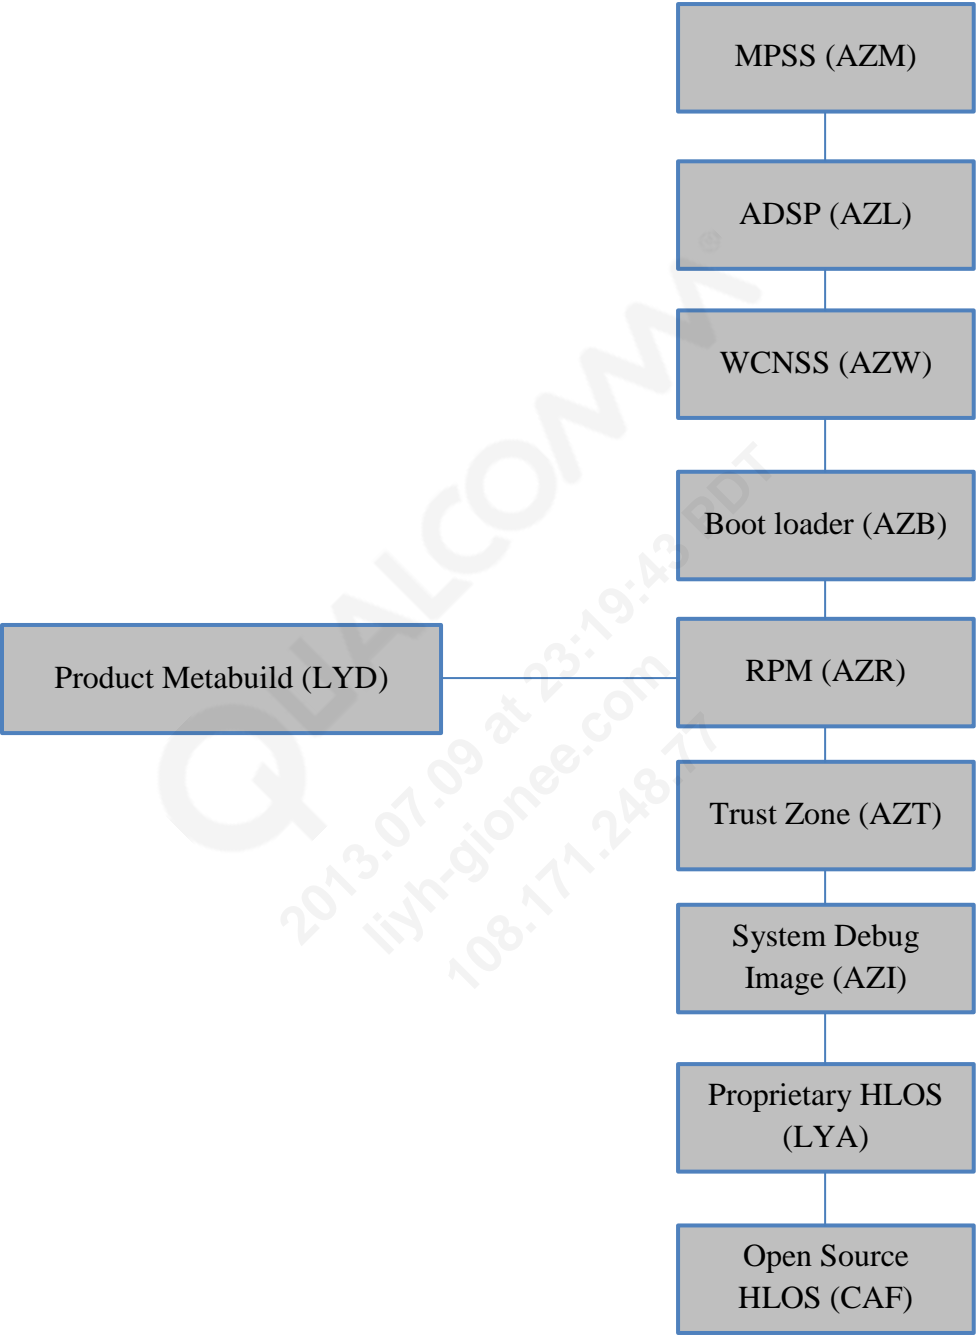 MPSS (AZM)
ADSP (AZL)
WCNSS (AZW)
Boot loader (AZB)
Product Metabuild (LYD)
RPM (AZR)
Trust Zone (AZT)
System Debug
Image (AZI)
Proprietary HLOS
(LYA)
Open Source
HLOS (CAF)
QUALCOMM®
2013.07.09 at 23:19:43 PDT
liyh-gionee.com
108.171.248.77